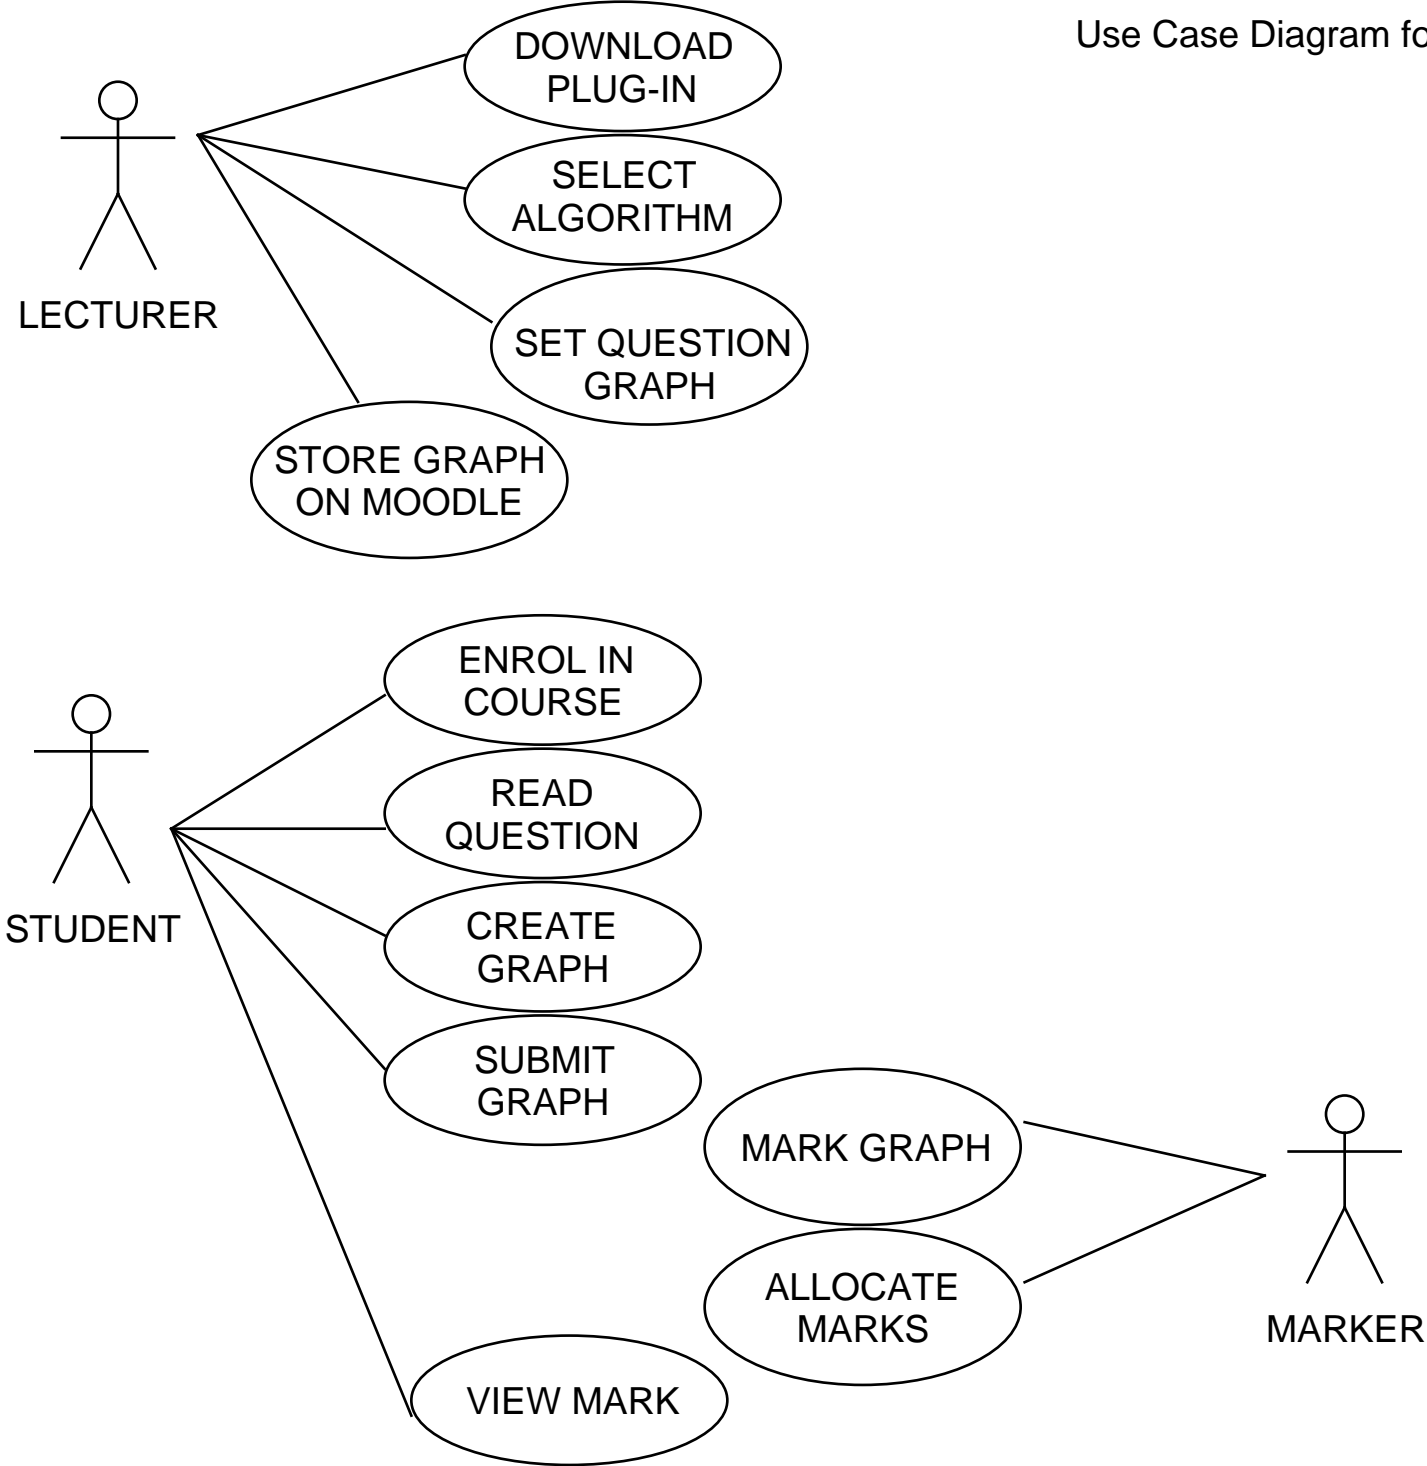 Use Case Diagram fo
DOWNLOAD
PLUG-IN
SELECT
ALGORITHM
LECTURER
SET QUESTION
GRAPH
STORE GRAPH
ON MOODLE
ENROL IN
COURSE
READ
QUESTION
STUDENT
CREATE
GRAPH
SUBMIT
GRAPH
MARK GRAPH
ALLOCATE
MARKS
MARKER
VIEW MARK